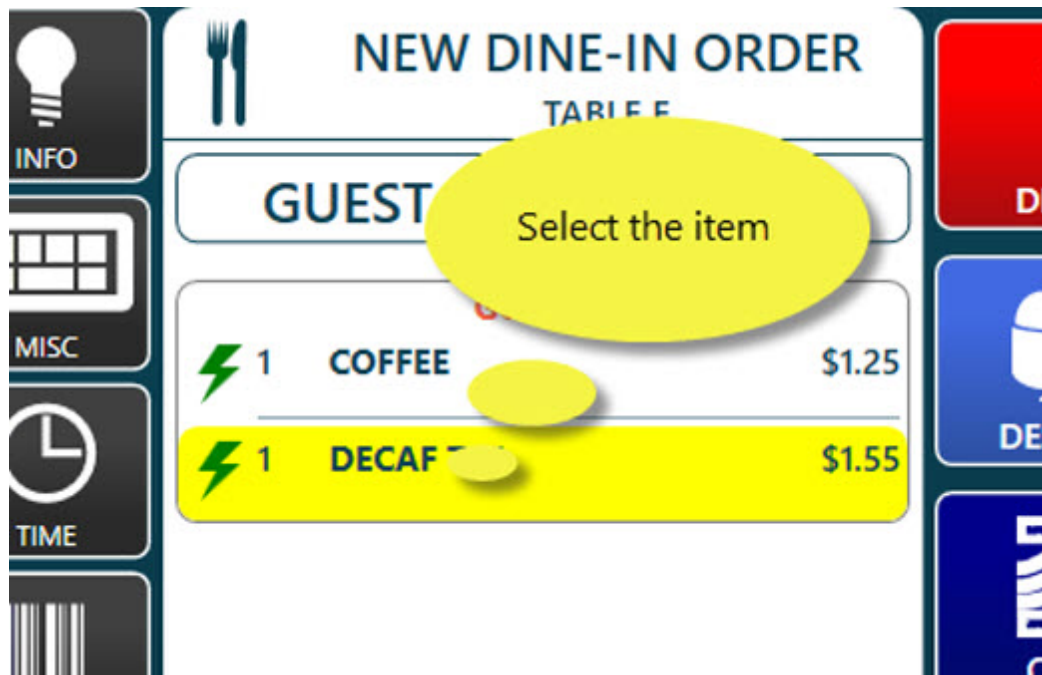 INFO
MISC
TIME
NEW DINE-IN ORDER
TABLE
GUEST
Select the item
1 COFFEE $1.25
1 DECAF $1.55